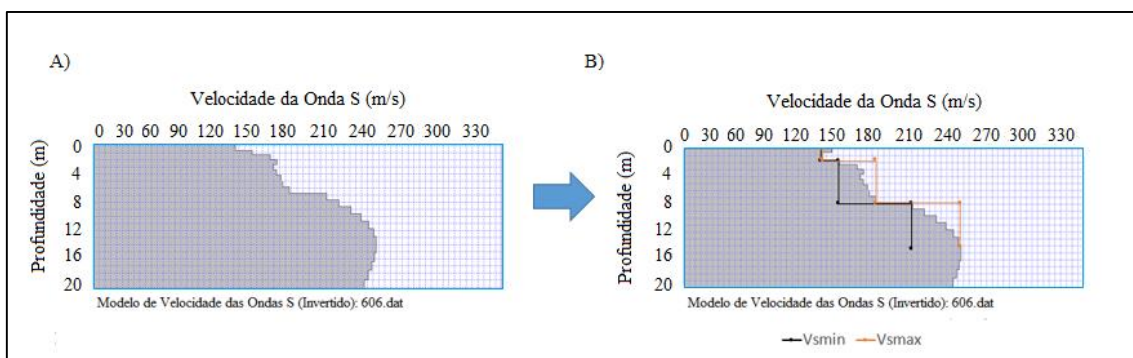 A)
Velocidade da Onda S (m/s)
0 30 60 90 120 150 180 210 240 270 300 330
Profundidade (m)
0
4
8
12
16
20
Modelo de Velocidade das Ondas S (Invertido): 606.dat
B)
Velocidade da Onda S (m/s)
0 30 60 90 120 150 180 210 250 270 300 330
Profundidade (m)
0
4
8
12
16
20
Modelo de Velocidade das Ondas S (Invertido): 606.dat
Vsmin Vsmax